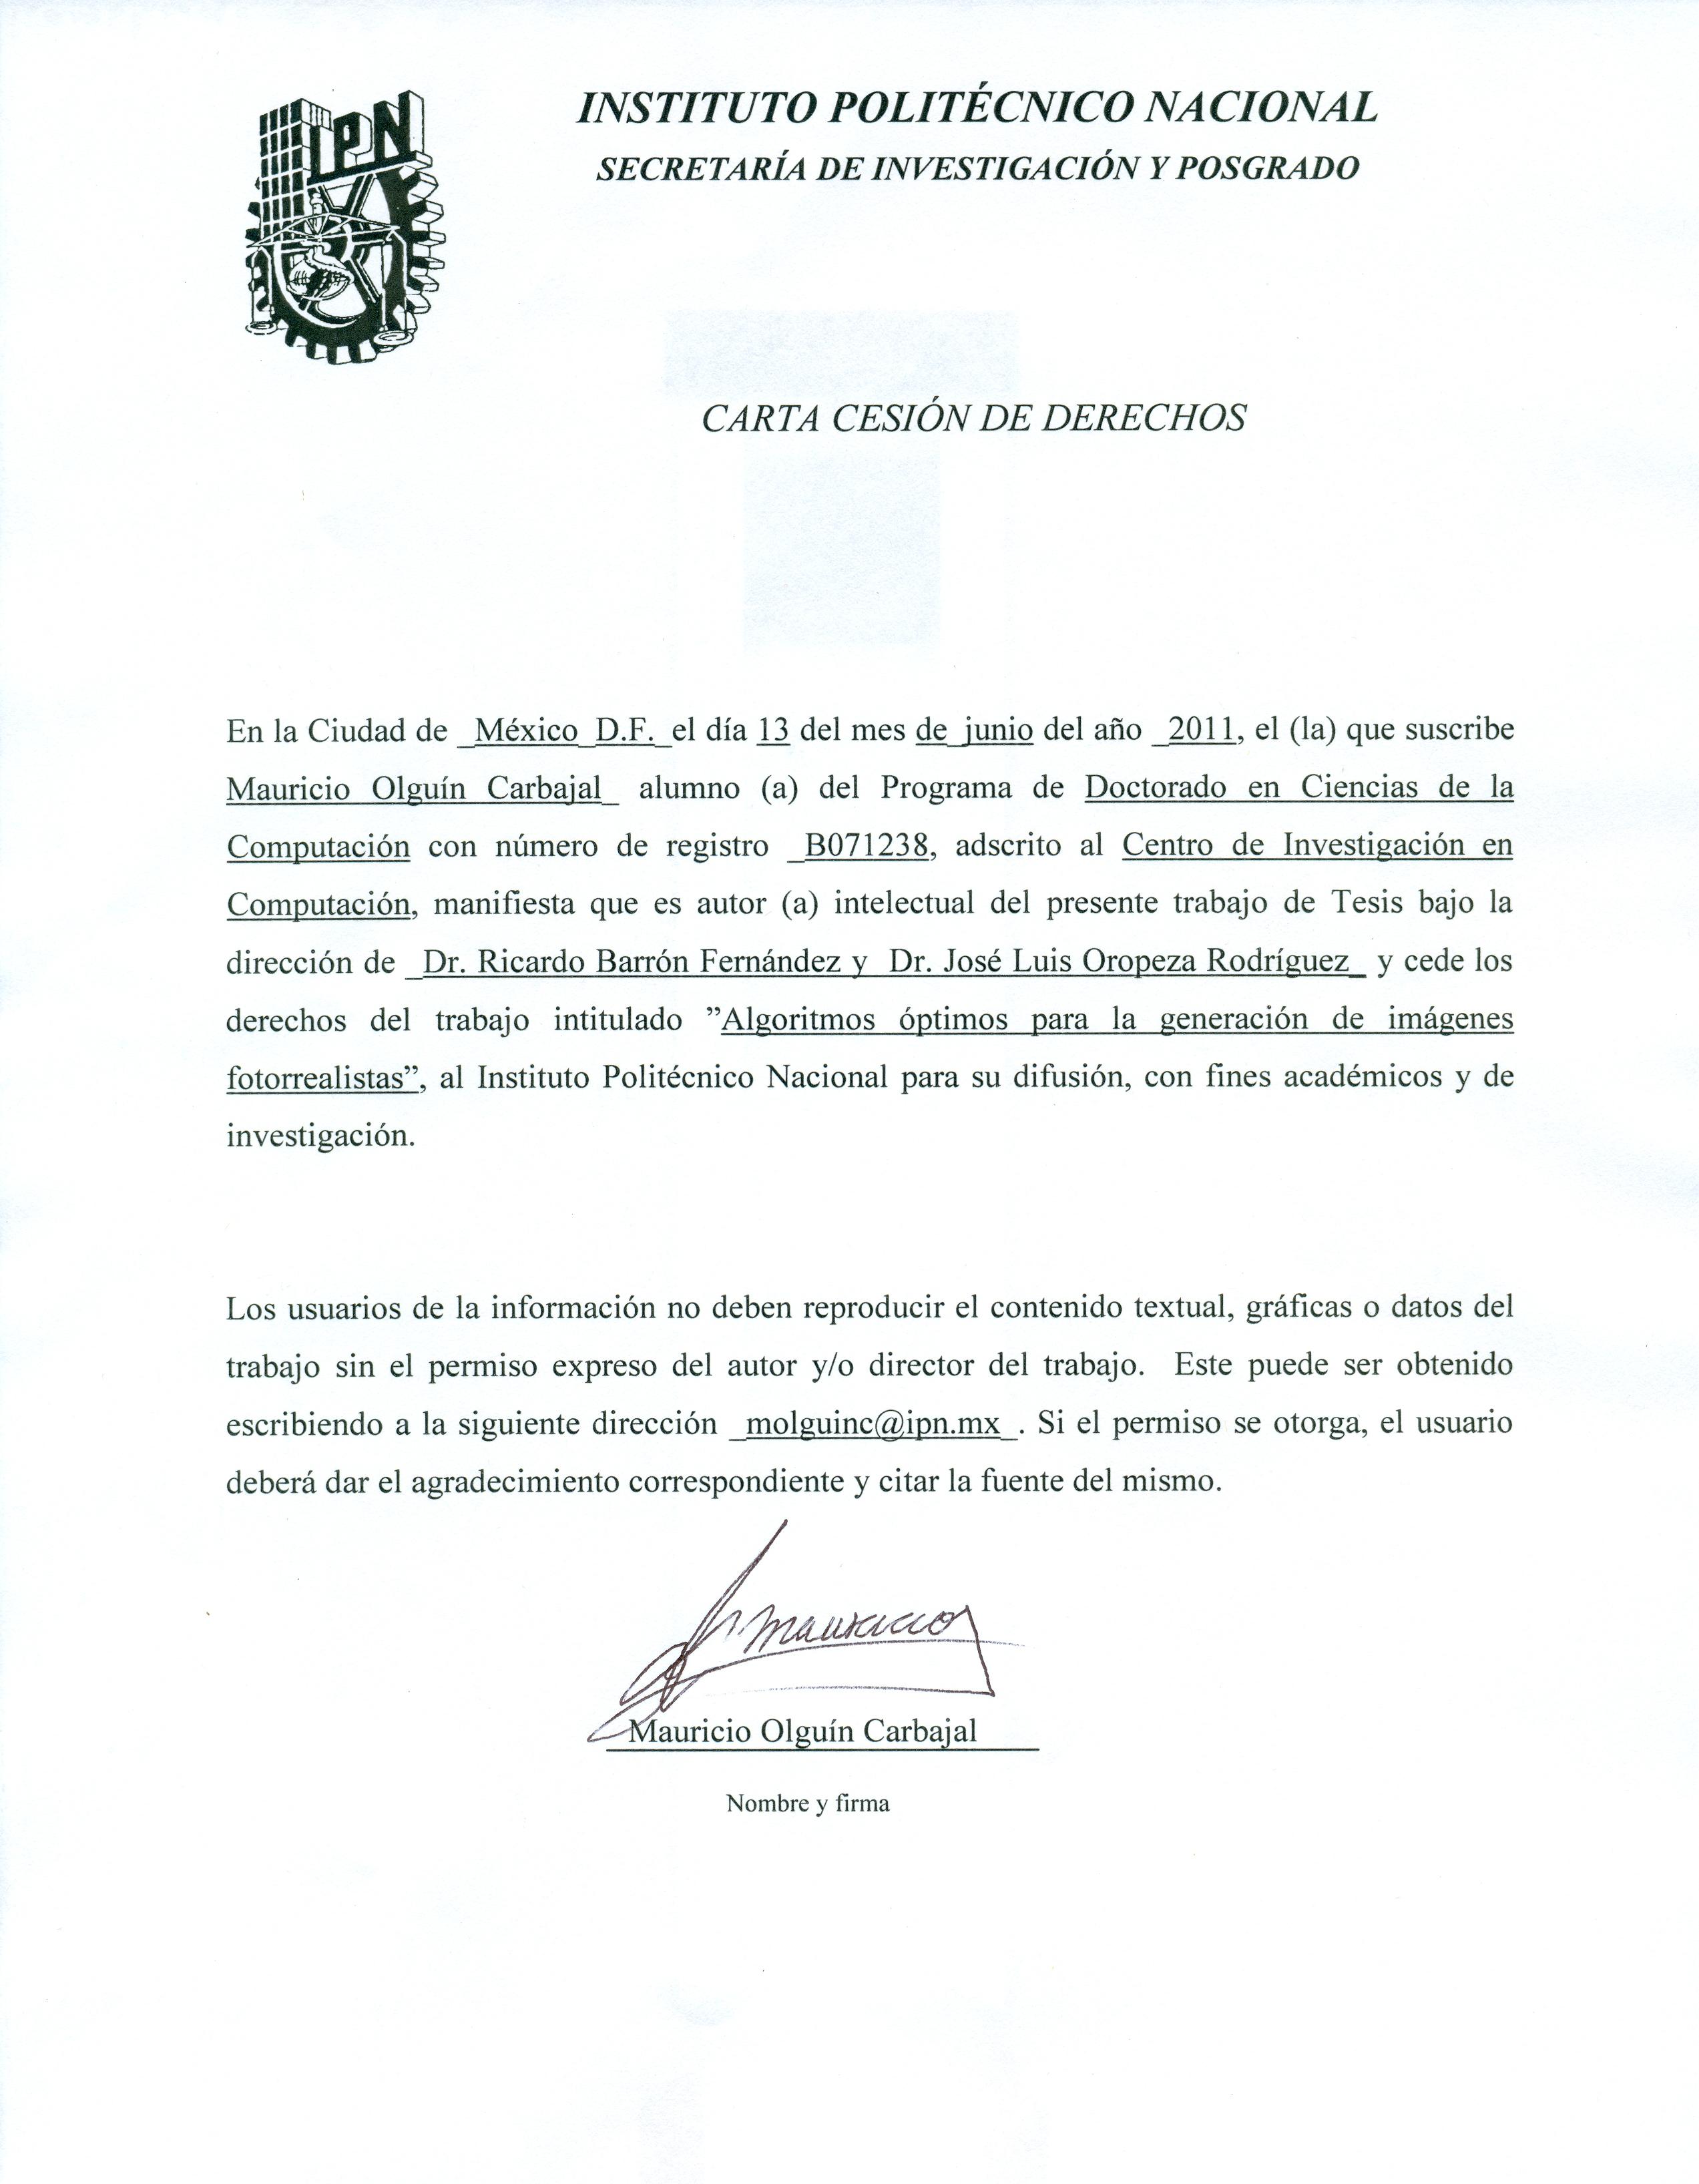 IPN
INSTITUTO POLITÉCNICO NACIONAL
SECRETARÍA DE INVESTIGACIÓN Y POSGRADO
CARTA CESIÓN DE DERECHOS
En la Ciudad de _México_D.F._el día 13 del mes de_junio del año _2011, el (la) que suscribe
Mauricio Olguín Carbajal_ alumno (a) del Programa de Doctorado en Ciencias de la
Computación con número de registro _B071238, adscrito al Centro de Investigación en
Computación, manifiesta que es autor (a) intelectual del presente trabajo de Tesis bajo la
dirección de _Dr. Ricardo Barrón Fernández y Dr. José Luis Oropeza Rodríguez_ y cede los
derechos del trabajo intitulado ”Algoritmos óptimos para la generación de imágenes
fotorrealistas”, al Instituto Politécnico Nacional para su difusión, con fines académicos y de
investigación.
Los usuarios de la información no deben reproducir el contenido textual, gráficas o datos del
trabajo sin el permiso expreso del autor y/o director del trabajo. Este puede ser obtenido
escribiendo a la siguiente dirección _molguinc@ipn.mx_. Si el permiso se otorga, el usuario
deberá dar el agradecimiento correspondiente y citar la fuente del mismo.
Mauricio
Mauricio Olguín Carbajal
Nombre y firma